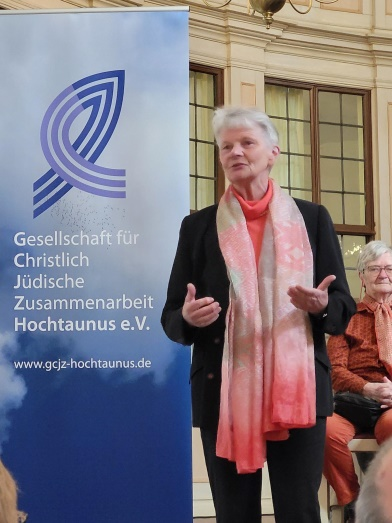 Gesellschaft für
Christlich
Jüdische
Zusammenarbeit
Hochtaunus e.V.
www.gcjz-hochtaunus.de